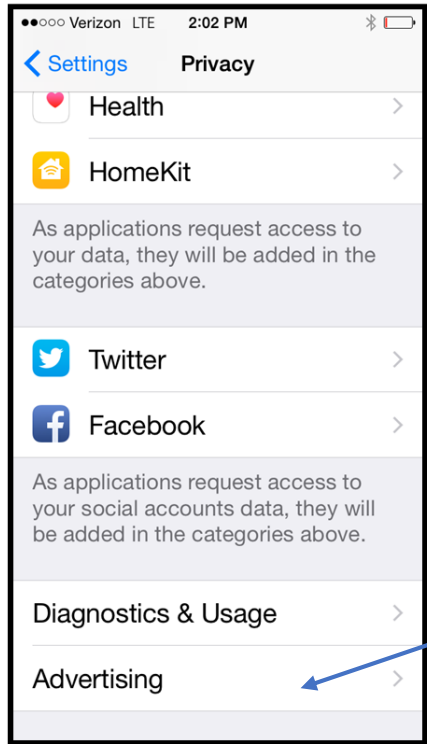 Verizon LTE 2:02 PM
Settings Privacy
Health
HomeKit
As applications request access to
your data, they will be added in the
categories above.
Twitter
Facebook
As applications request access to
your social accounts data, they will
be added in the categories above.
Diagnostics & Usage
Advertising